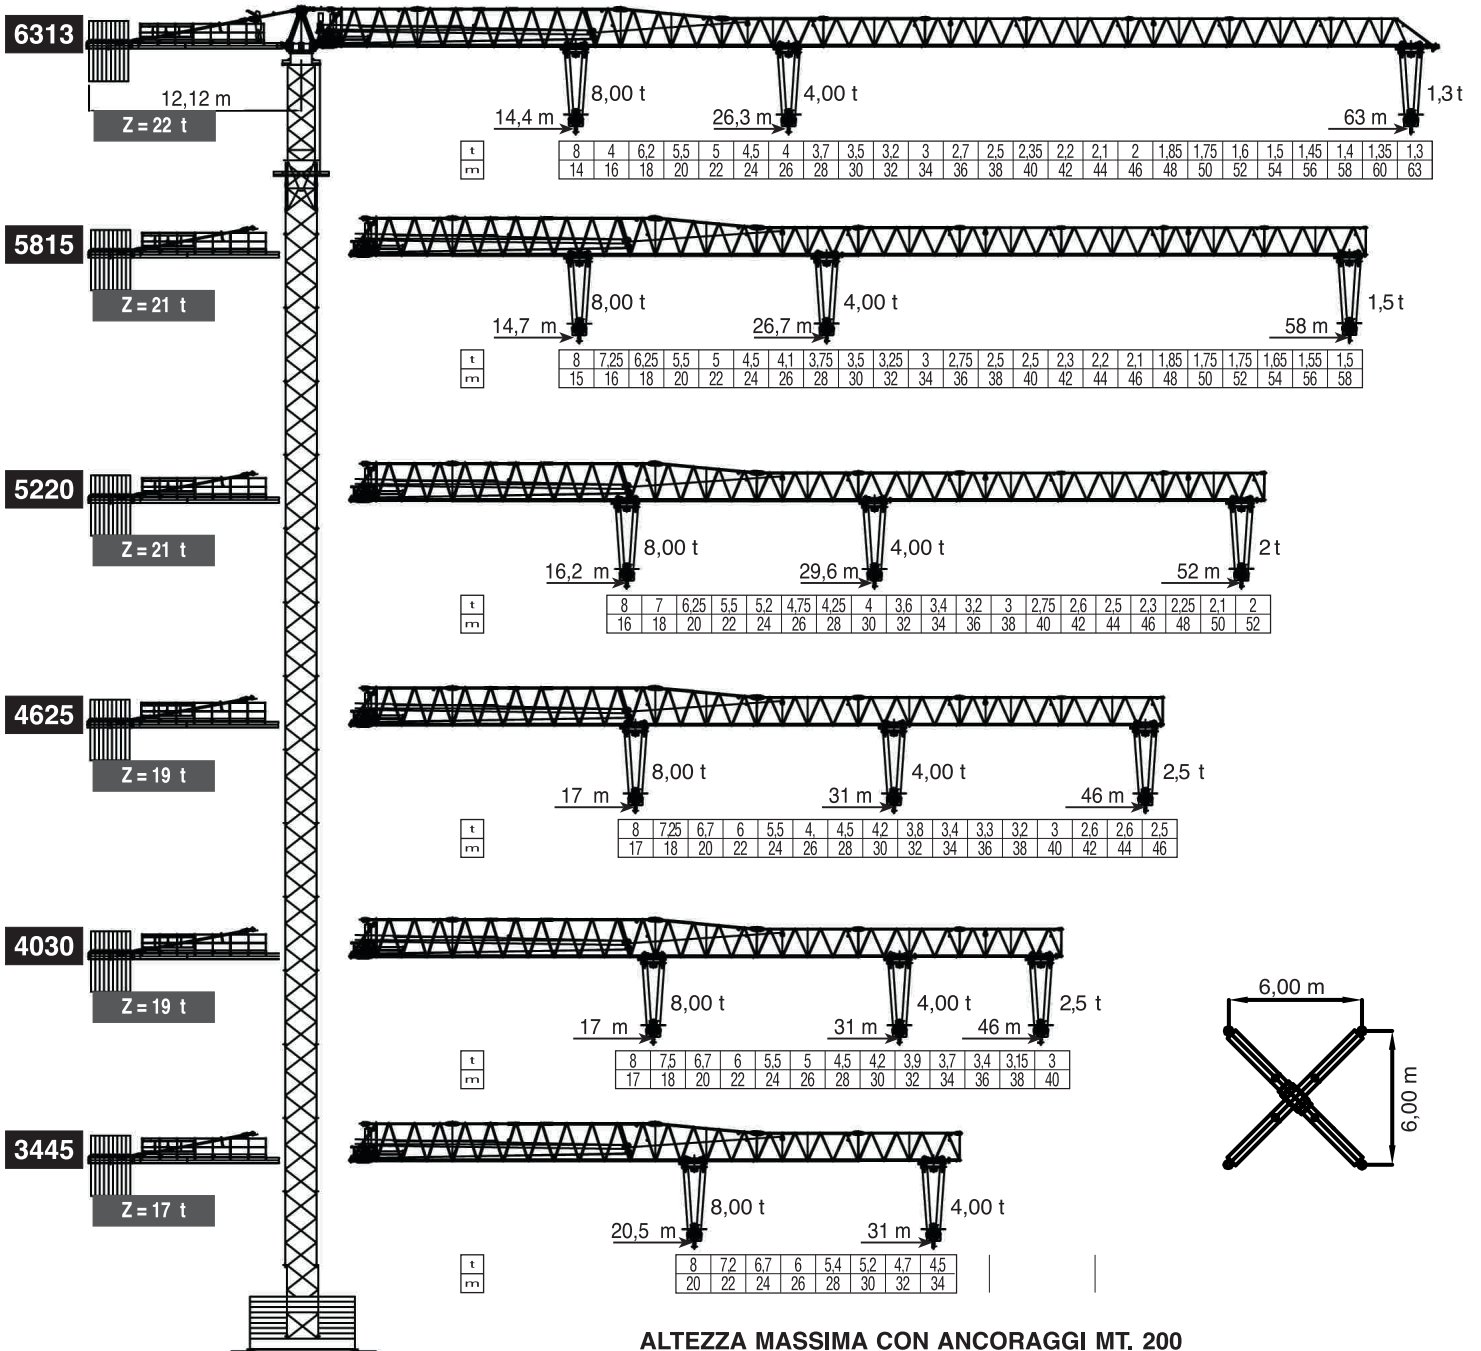 6313
12,12 m
Z = 22 t
8,00 t
4,00 t
1,3 t
14,4 m
26,3 m
63 m
t 8 4 6,2 5,5 5 4,5 4 3,7 3,5 3,2 3 2,7 2,5 2,35 2,2 2,1 2 1,85 1,75 1,6 1,5 1,45 1,4 1,35 1,3
m 14 16 18 20 22 24 26 28 30 32 34 36 38 40 42 44 46 48 50 52 54 56 58 60 63
5815
Z = 21 t
8,00 t
4,00 t
1,5 t
14,7 m
26,7 m
58 m
t 8 7,25 6,25 5,5 5 4,5 4,1 3,75 3,5 3,25 3 2,75 2,5 2,5 2,3 2,2 2,1 1,85 1,75 1,75 1,65 1,55 1,5
m 15 16 18 20 22 24 26 28 30 32 34 36 38 40 42 44 46 48 50 52 54 56 58
5220
Z = 21 t
8,00 t
4,00 t
2 t
16,2 m
29,6 m
52 m
t 8 7 6,25 5,5 5,2 4,75 4,25 4 3,6 3,4 3,2 3 2,75 2,6 2,5 2,3 2,25 2,1 2
m 16 18 20 22 24 26 28 30 32 34 36 38 40 42 44 46 48 50 52
4625
Z = 19 t
8,00 t
4,00 t
2,5 t
17 m
31 m
46 m
t 8 7,25 6,7 6 5,5 4, 4,5 4,2 3,8 3,4 3,3 3,2 3 2,6 2,6 2,5
m 17 18 20 22 24 26 28 30 32 34 36 38 40 42 44 46
4030
Z = 19 t
8,00 t
4,00 t
2,5 t
17 m
31 m
46 m
t 8 7,5 6,7 6 5,5 5 4,5 4,2 3,9 3,7 3,4 3,15 3
m 17 18 20 22 24 26 28 30 32 34 36 38 40
6,00 m
6,00 m
3445
Z = 17 t
8,00 t
4,00 t
20,5 m
31 m
t 8 7,2 6,7 6 5,4 5,2 4,7 4,5
m 20 22 24 26 28 30 32 34
ALTEZZA MASSIMA CON ANCORAGGI MT. 200